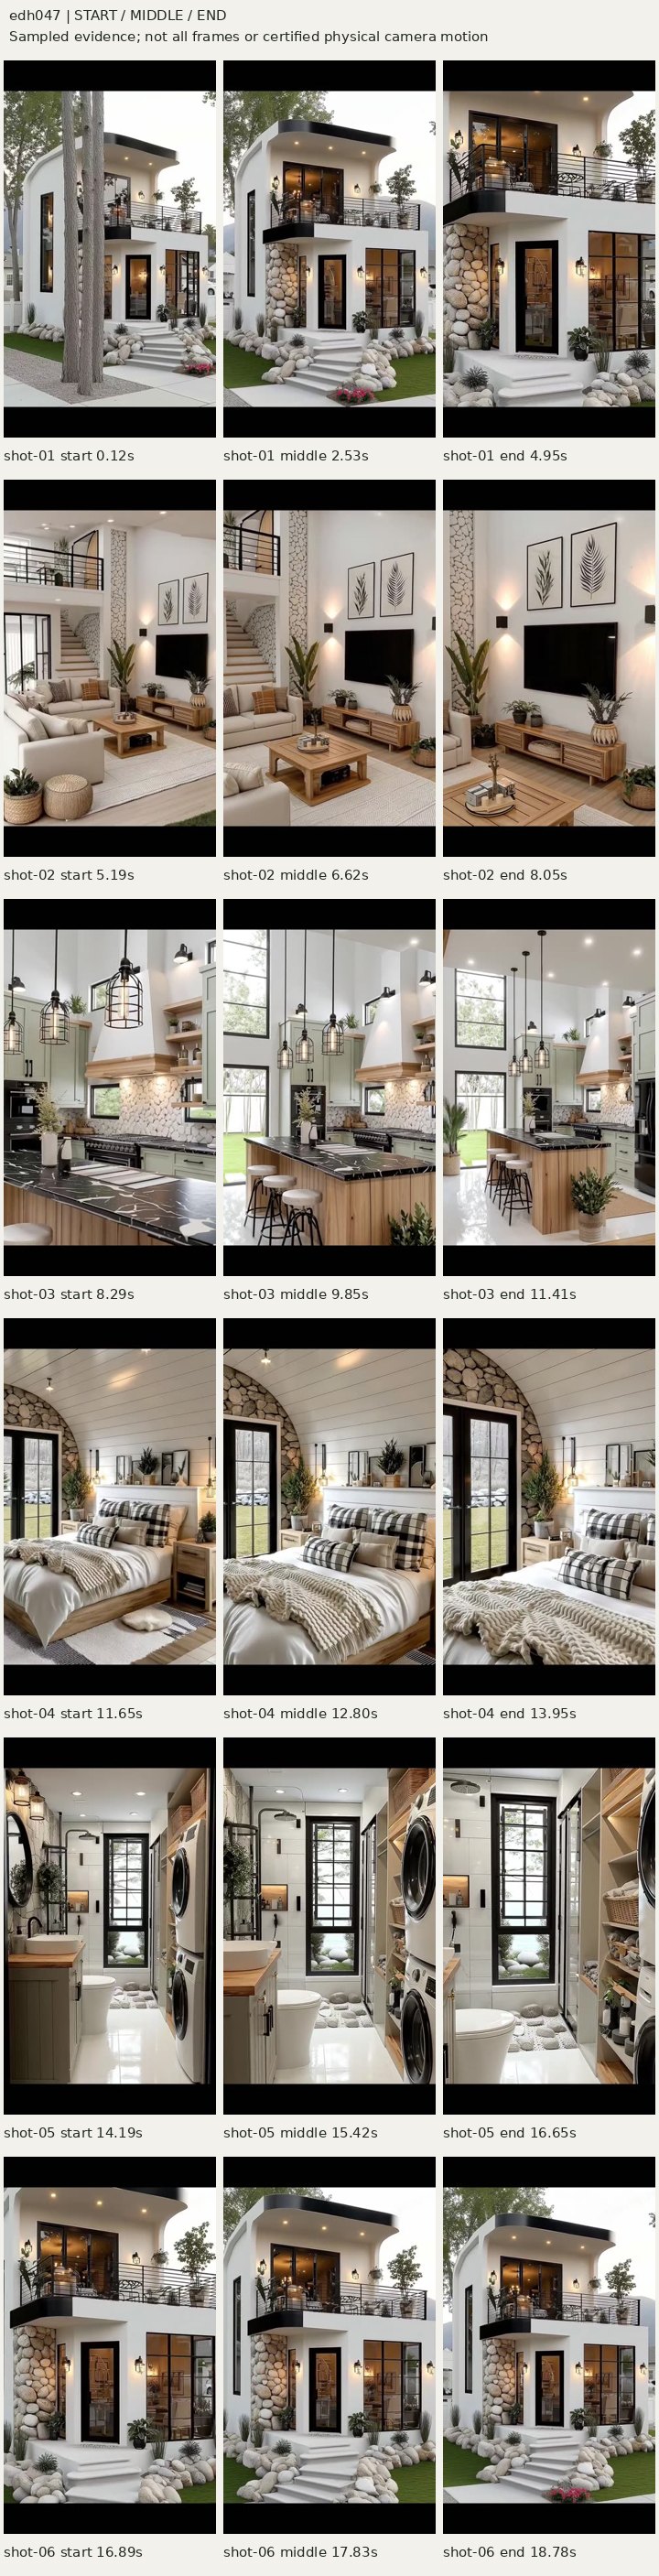 edh047 | START / MIDDLE / END
Sampled evidence; not all frames or certified physical camera motion
shot-01 start 0.12s
shot-01 middle 2.53s
shot-01 end 4.95s
shot-02 start 5.19s
shot-02 middle 6.62s
shot-02 end 8.05s
shot-03 start 8.29s
shot-03 middle 9.85s
shot-03 end 11.41s
shot-04 start 11.65s
shot-04 middle 12.80s
shot-04 end 13.95s
shot-05 start 14.19s
shot-05 middle 15.42s
shot-05 end 16.65s
shot-06 start 16.89s
shot-06 middle 17.83s
shot-06 end 18.78s